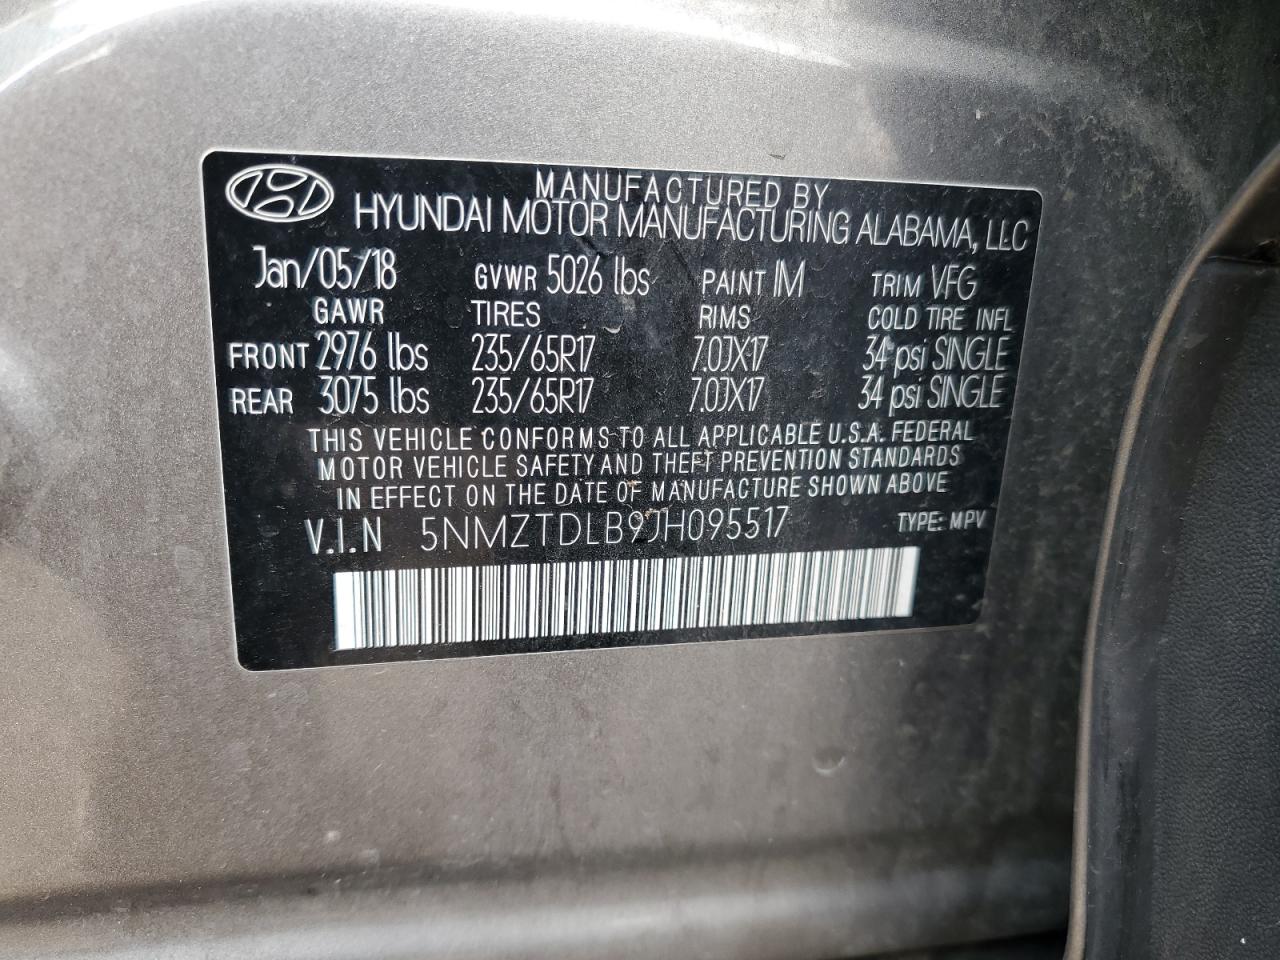 MANUFACTURED BY
HYUNDAI MOTOR MANUFACTURING ALABAMA, LLC
Jan/05/18 GVWR 5026 lbs PAINT IM TRIM VFG
GAWR TIRES RIMS COLD TIRE INFL
FRONT 2976 lbs 235/65R17 7.0JX17 34 psi SINGLE
REAR 3075 lbs 235/65R17 7.0JX17 34 psi SINGLE
THIS VEHICLE CONFORMS TO ALL APPLICABLE U.S.A. FEDERAL
MOTOR VEHICLE SAFETY AND THEFT PREVENTION STANDARDS
IN EFFECT ON THE DATE OF MANUFACTURE SHOWN ABOVE
V.I.N 5NMZTDLB9JH095517 TYPE: MPV